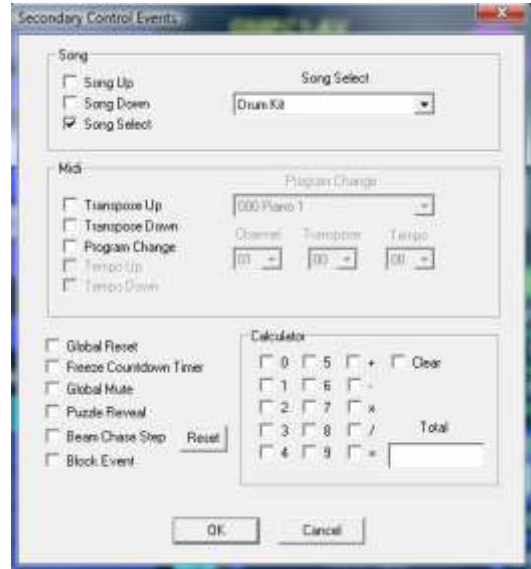 Secondary Control Events
Song
Song Up
Song Down
Song Select
Song Select
Drum Kit
Midi
Transpose Up
Transpose Down
Program Change
Tempo Up
Tempo Down
Program Change
000 Piano 1
Channel Transpose Tempo
01 00 00
Global Reset
Freeze Countdown Timer
Global Mute
Puzzle Reveal
Beam Chase Step Reset
Block Event
Calculator
0 5 + Clear
1 6 -
2 7 x
3 8 / Total
4 9 =
OK Cancel